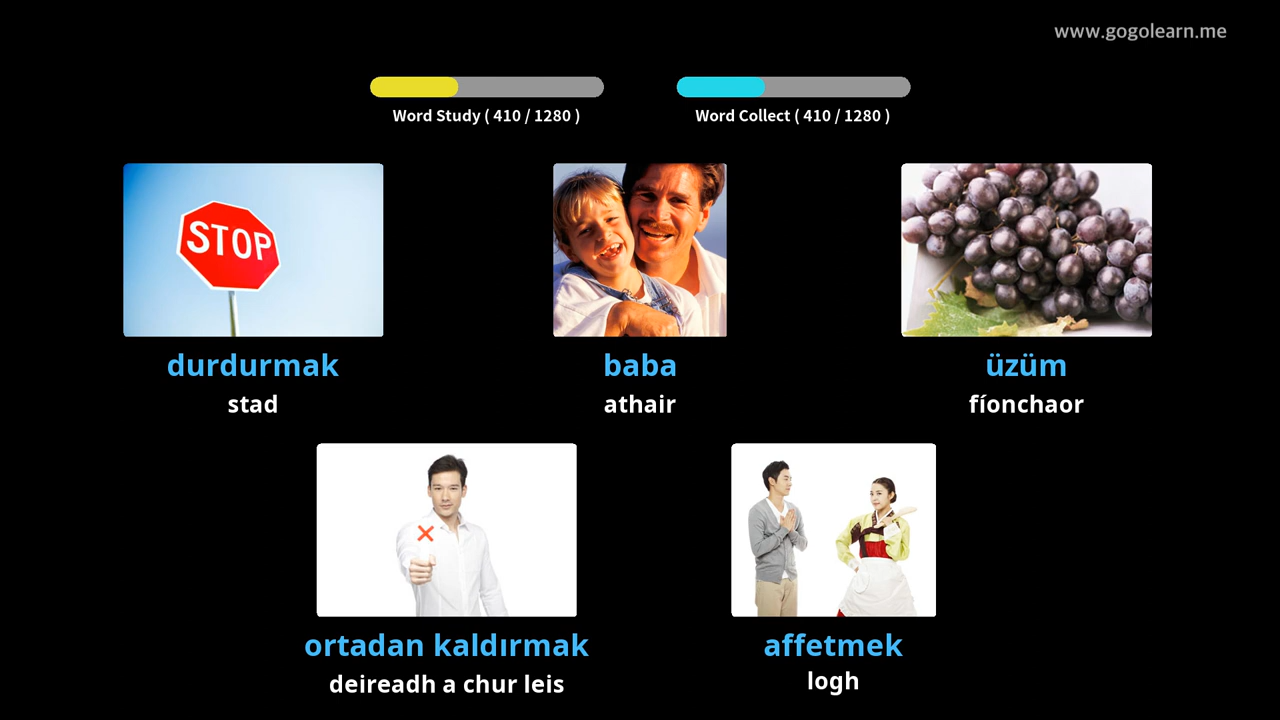 www.gogolearn.me
Word Study ( 410 / 1280 )
Word Collect ( 410 / 1280 )
STOP
durdurmak
stad
baba
athair
üzüm
fíonchaor
ortadan kaldırmak
deireadh a chur leis
affetmek
logh